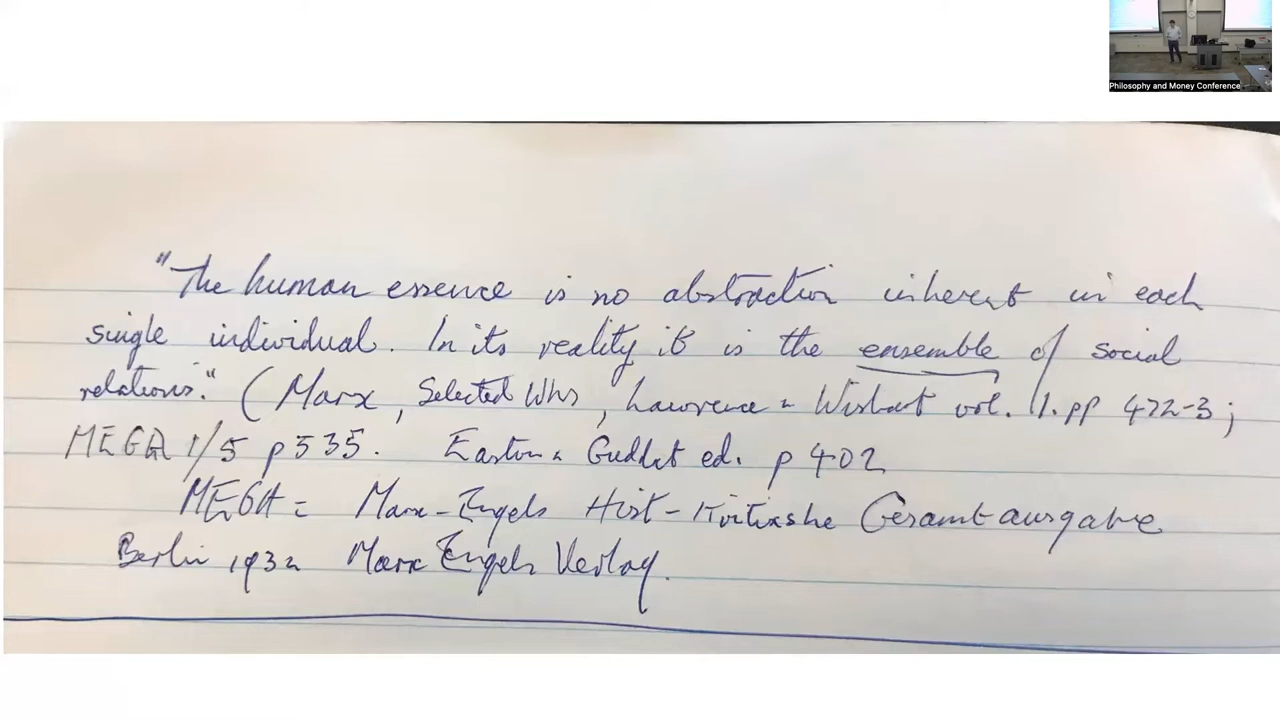 Philosophy and Money Conference
"The human essence is no abstraction inherent in each
single individual. In its reality it is the ensemble of social
relations." (Marx, Selected Wks, Lawrence & Wishart vol. 11. pp 472-3;
MEGA 1/5 p 535. Easton & Guddat ed. p 402
MEGA = Marx-Engels Hist-Kritishe Gesamtausgabe
Berlin 1932 Marx Engels Verlag.